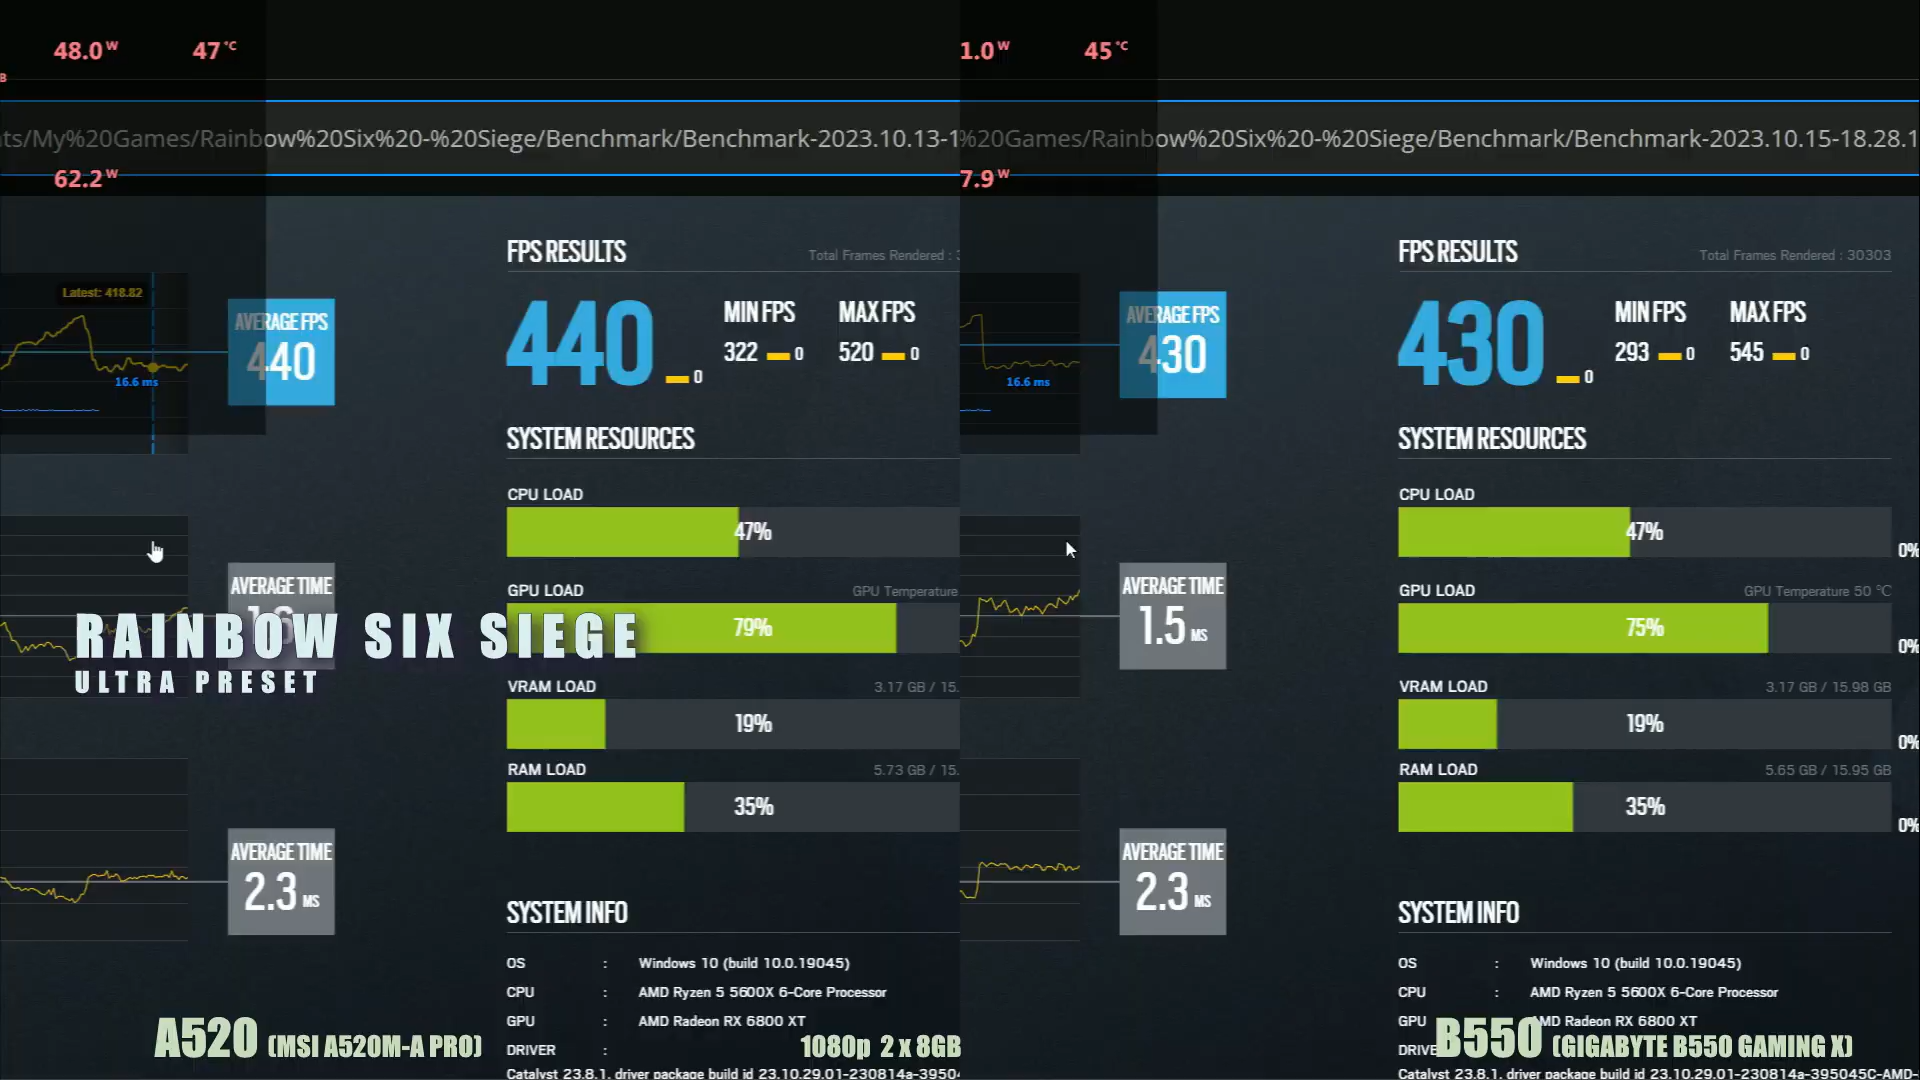 48.0 W 47 °C
B
ts/My%20Games/Rainbow%20Six%20-%20Siege/Benchmark/Benchmark-2023.10.13-1
62.2 W
FPS RESULTS
Total Frames Rendered :
Latest: 418.82
16.6 ms
AVERAGE FPS
440
440
0
MIN FPS
322 0
MAX FPS
520 0
SYSTEM RESOURCES
CPU LOAD
47%
GPU LOAD
GPU Temperature
79%
AVERAGE TIME
RAINBOW SIX SIEGE
ULTRA PRESET
VRAM LOAD
3.17 GB / 15.
19%
RAM LOAD
5.73 GB / 15.
35%
AVERAGE TIME
2.3 MS
SYSTEM INFO
OS : Windows 10 (build 10.0.19045)
CPU : AMD Ryzen 5 5600X 6-Core Processor
GPU : AMD Radeon RX 6800 XT
DRIVER :
Catalyst 23.8.1, driver package build id 23.10.29.01-230814a-3950
A520 (MSI A520M-A PRO)
1080p 2 x 8GB
1.0 W 45 °C
%20Games/Rainbow%20Six%20-%20Siege/Benchmark/Benchmark-2023.10.15-18.28.1
7.9 W
FPS RESULTS
Total Frames Rendered : 30303
16.6 ms
AVERAGE FPS
430
430
0
MIN FPS
293 0
MAX FPS
545 0
SYSTEM RESOURCES
CPU LOAD
47%
0%
GPU LOAD
GPU Temperature 50 °C
75%
0%
AVERAGE TIME
1.5 MS
VRAM LOAD
3.17 GB / 15.98 GB
19%
0%
RAM LOAD
5.65 GB / 15.95 GB
35%
0%
AVERAGE TIME
2.3 MS
SYSTEM INFO
OS : Windows 10 (build 10.0.19045)
CPU : AMD Ryzen 5 5600X 6-Core Processor
GPU : AMD Radeon RX 6800 XT
DRIVE
Catalyst 23.8.1, driver package build id 23.10.29.01-230814a-395045C-AMD-
B550 (GIGABYTE B550 GAMING X)